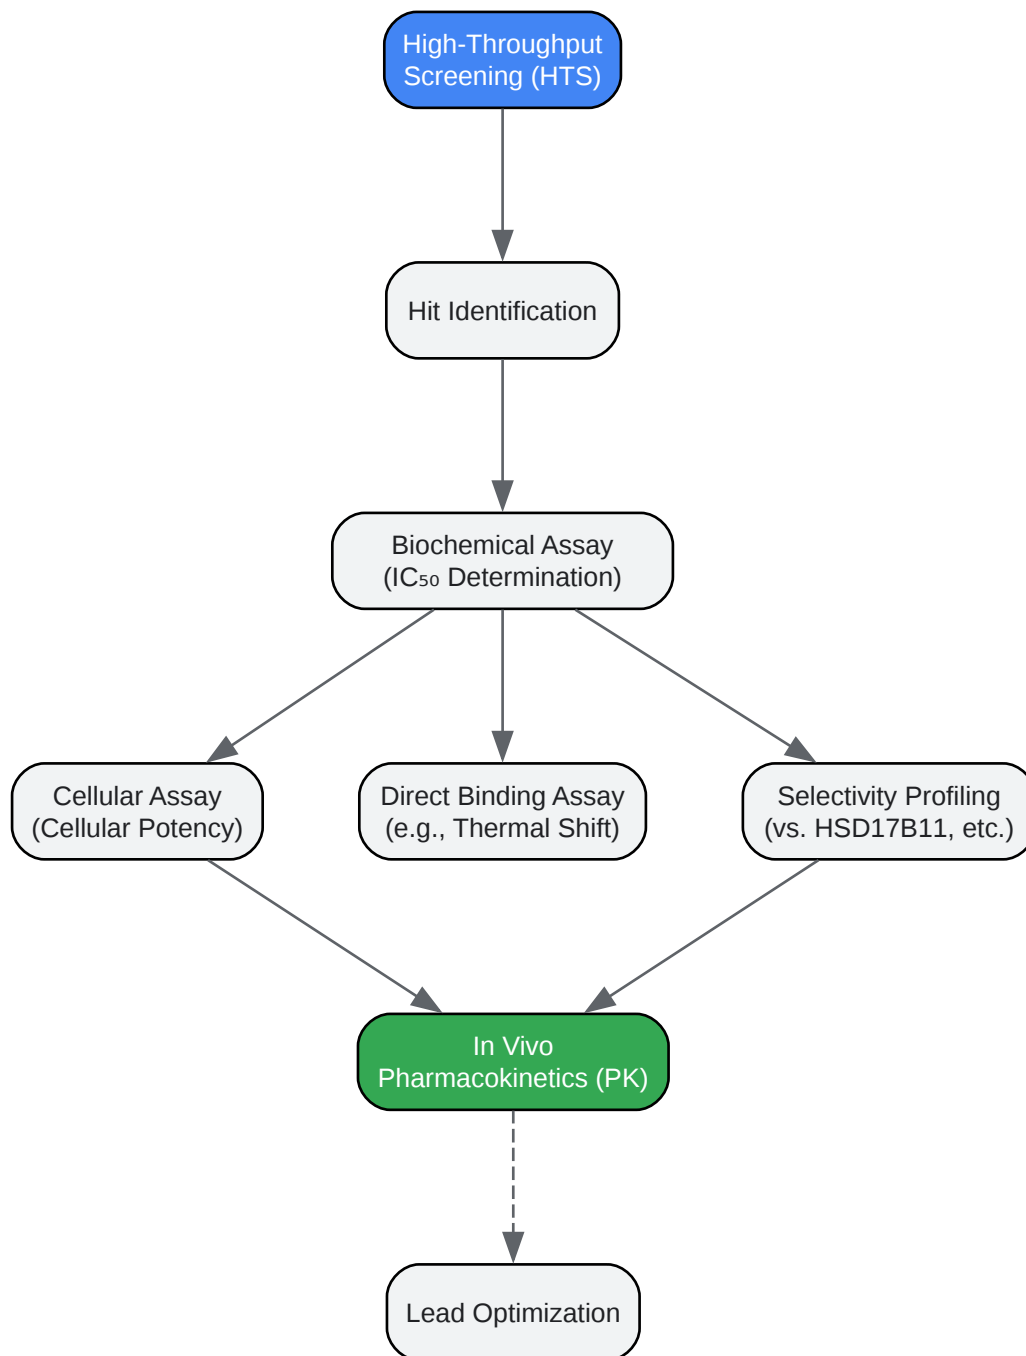 High-Throughput
Screening (HTS)
Hit Identification
Biochemical Assay
(IC₅₀ Determination)
Cellular Assay
(Cellular Potency)
Direct Binding Assay
(e.g., Thermal Shift)
Selectivity Profiling
(vs. HSD17B11, etc.)
In Vivo
Pharmacokinetics (PK)
Lead Optimization